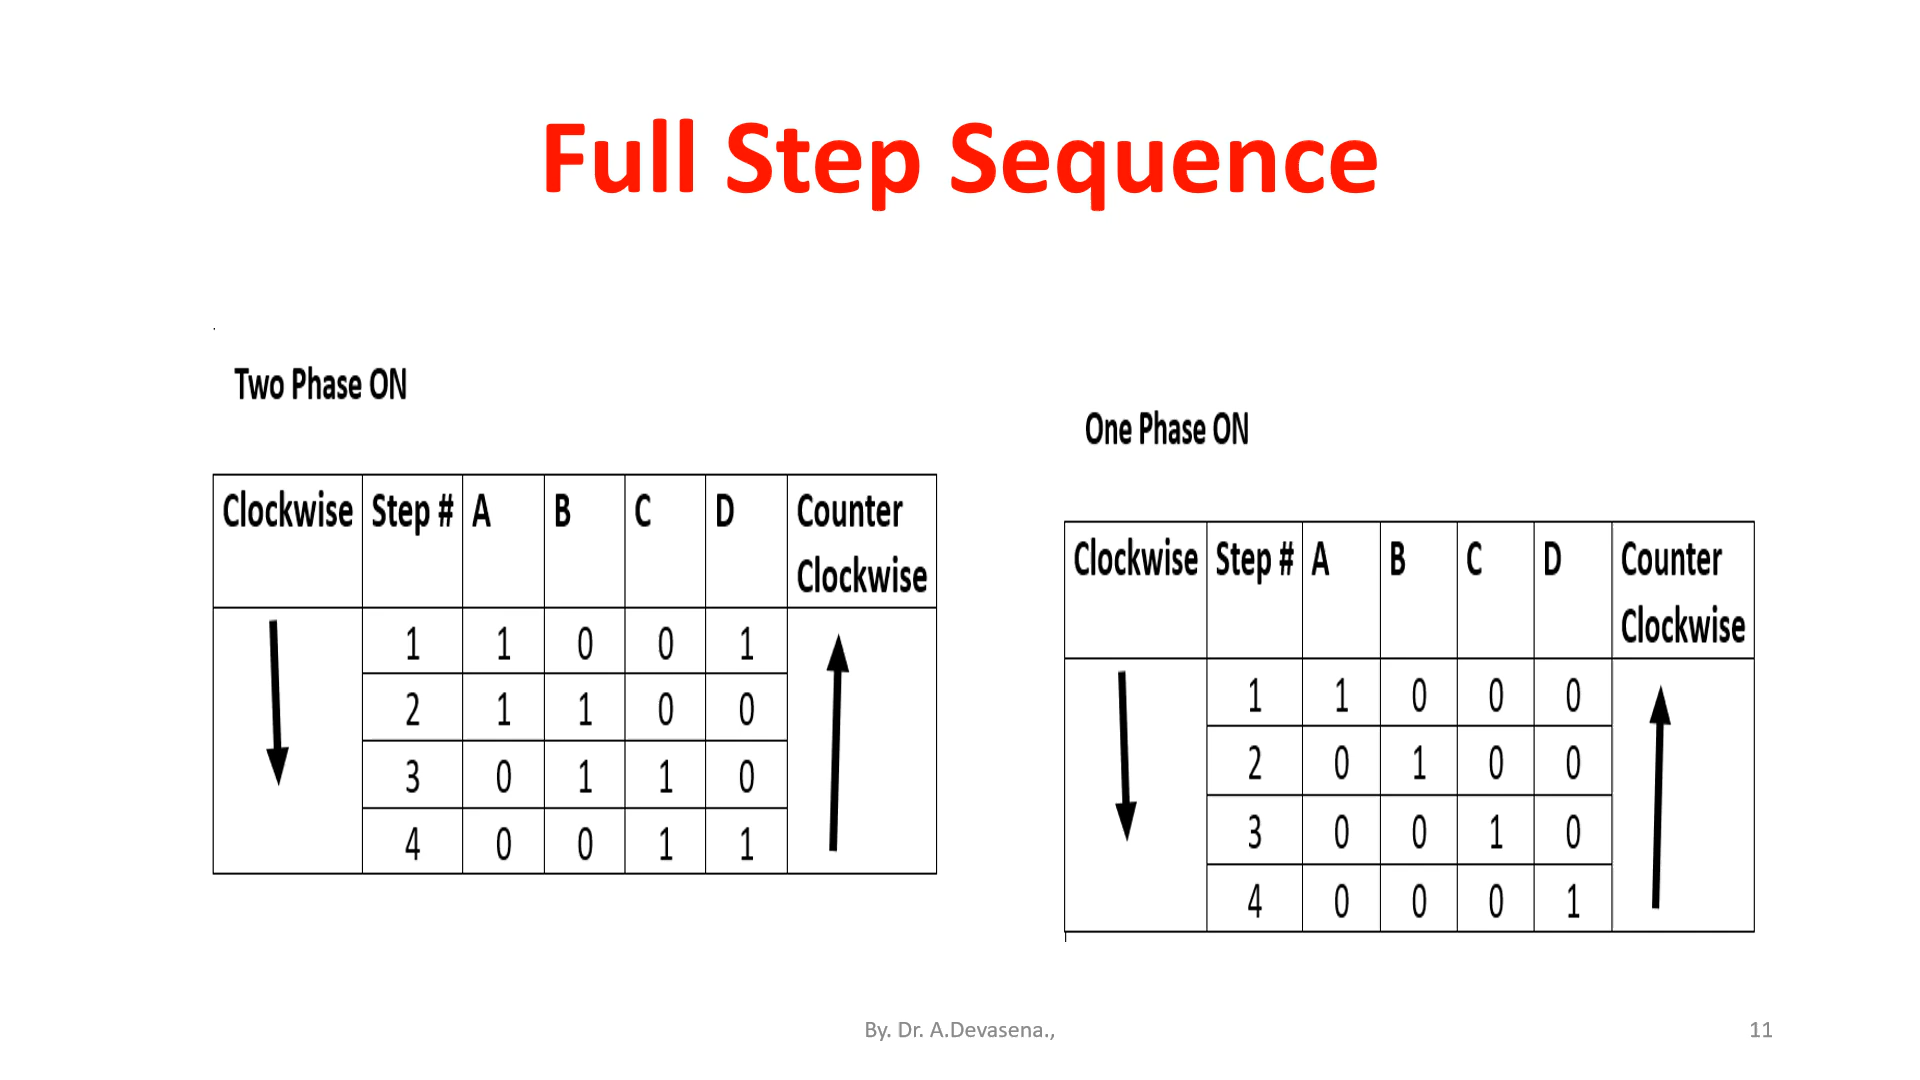 Full Step Sequence
Two Phase ON
Clockwise Step # A B C D Counter Clockwise
1 1 0 0 1
2 1 1 0 0
3 0 1 1 0
4 0 0 1 1
One Phase ON
Clockwise Step # A B C D Counter Clockwise
1 1 0 0 0
2 0 1 0 0
3 0 0 1 0
4 0 0 0 1
By. Dr. A.Devasena.,
11